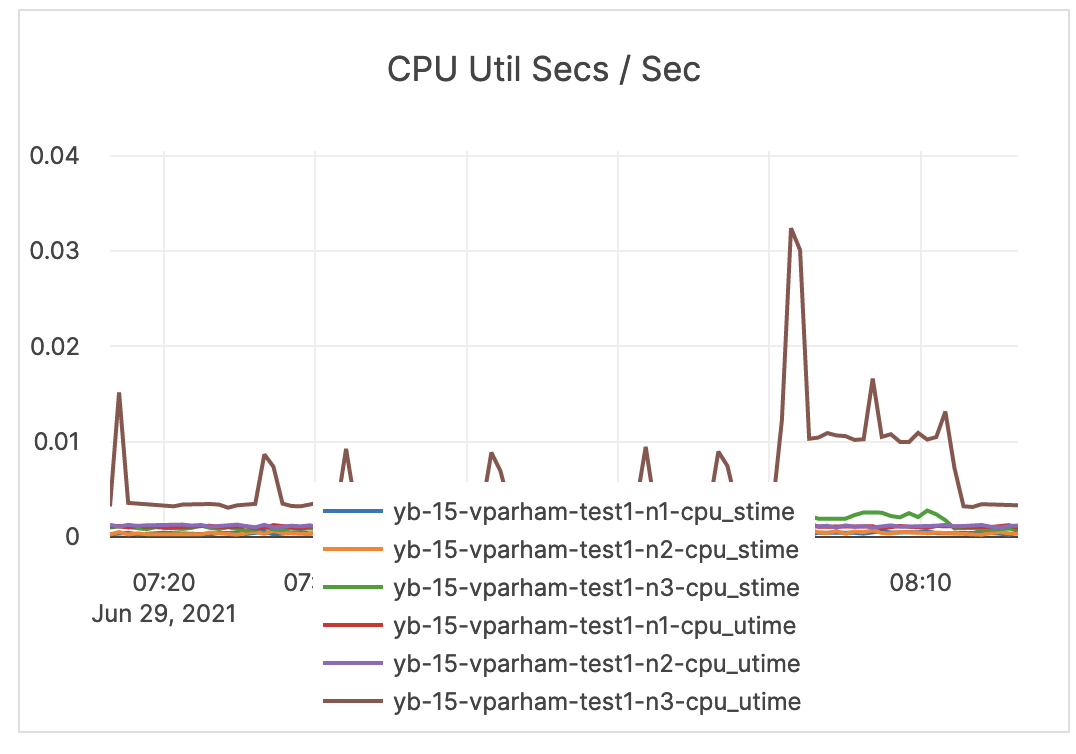 CPU Util Secs / Sec
0.04
0.03
0.02
0.01
0
07:20
08:10
Jun 29, 2021
yb-15-vparham-test1-n1-cpu_stime
yb-15-vparham-test1-n2-cpu_stime
yb-15-vparham-test1-n3-cpu_stime
yb-15-vparham-test1-n1-cpu_utime
yb-15-vparham-test1-n2-cpu_utime
yb-15-vparham-test1-n3-cpu_utime